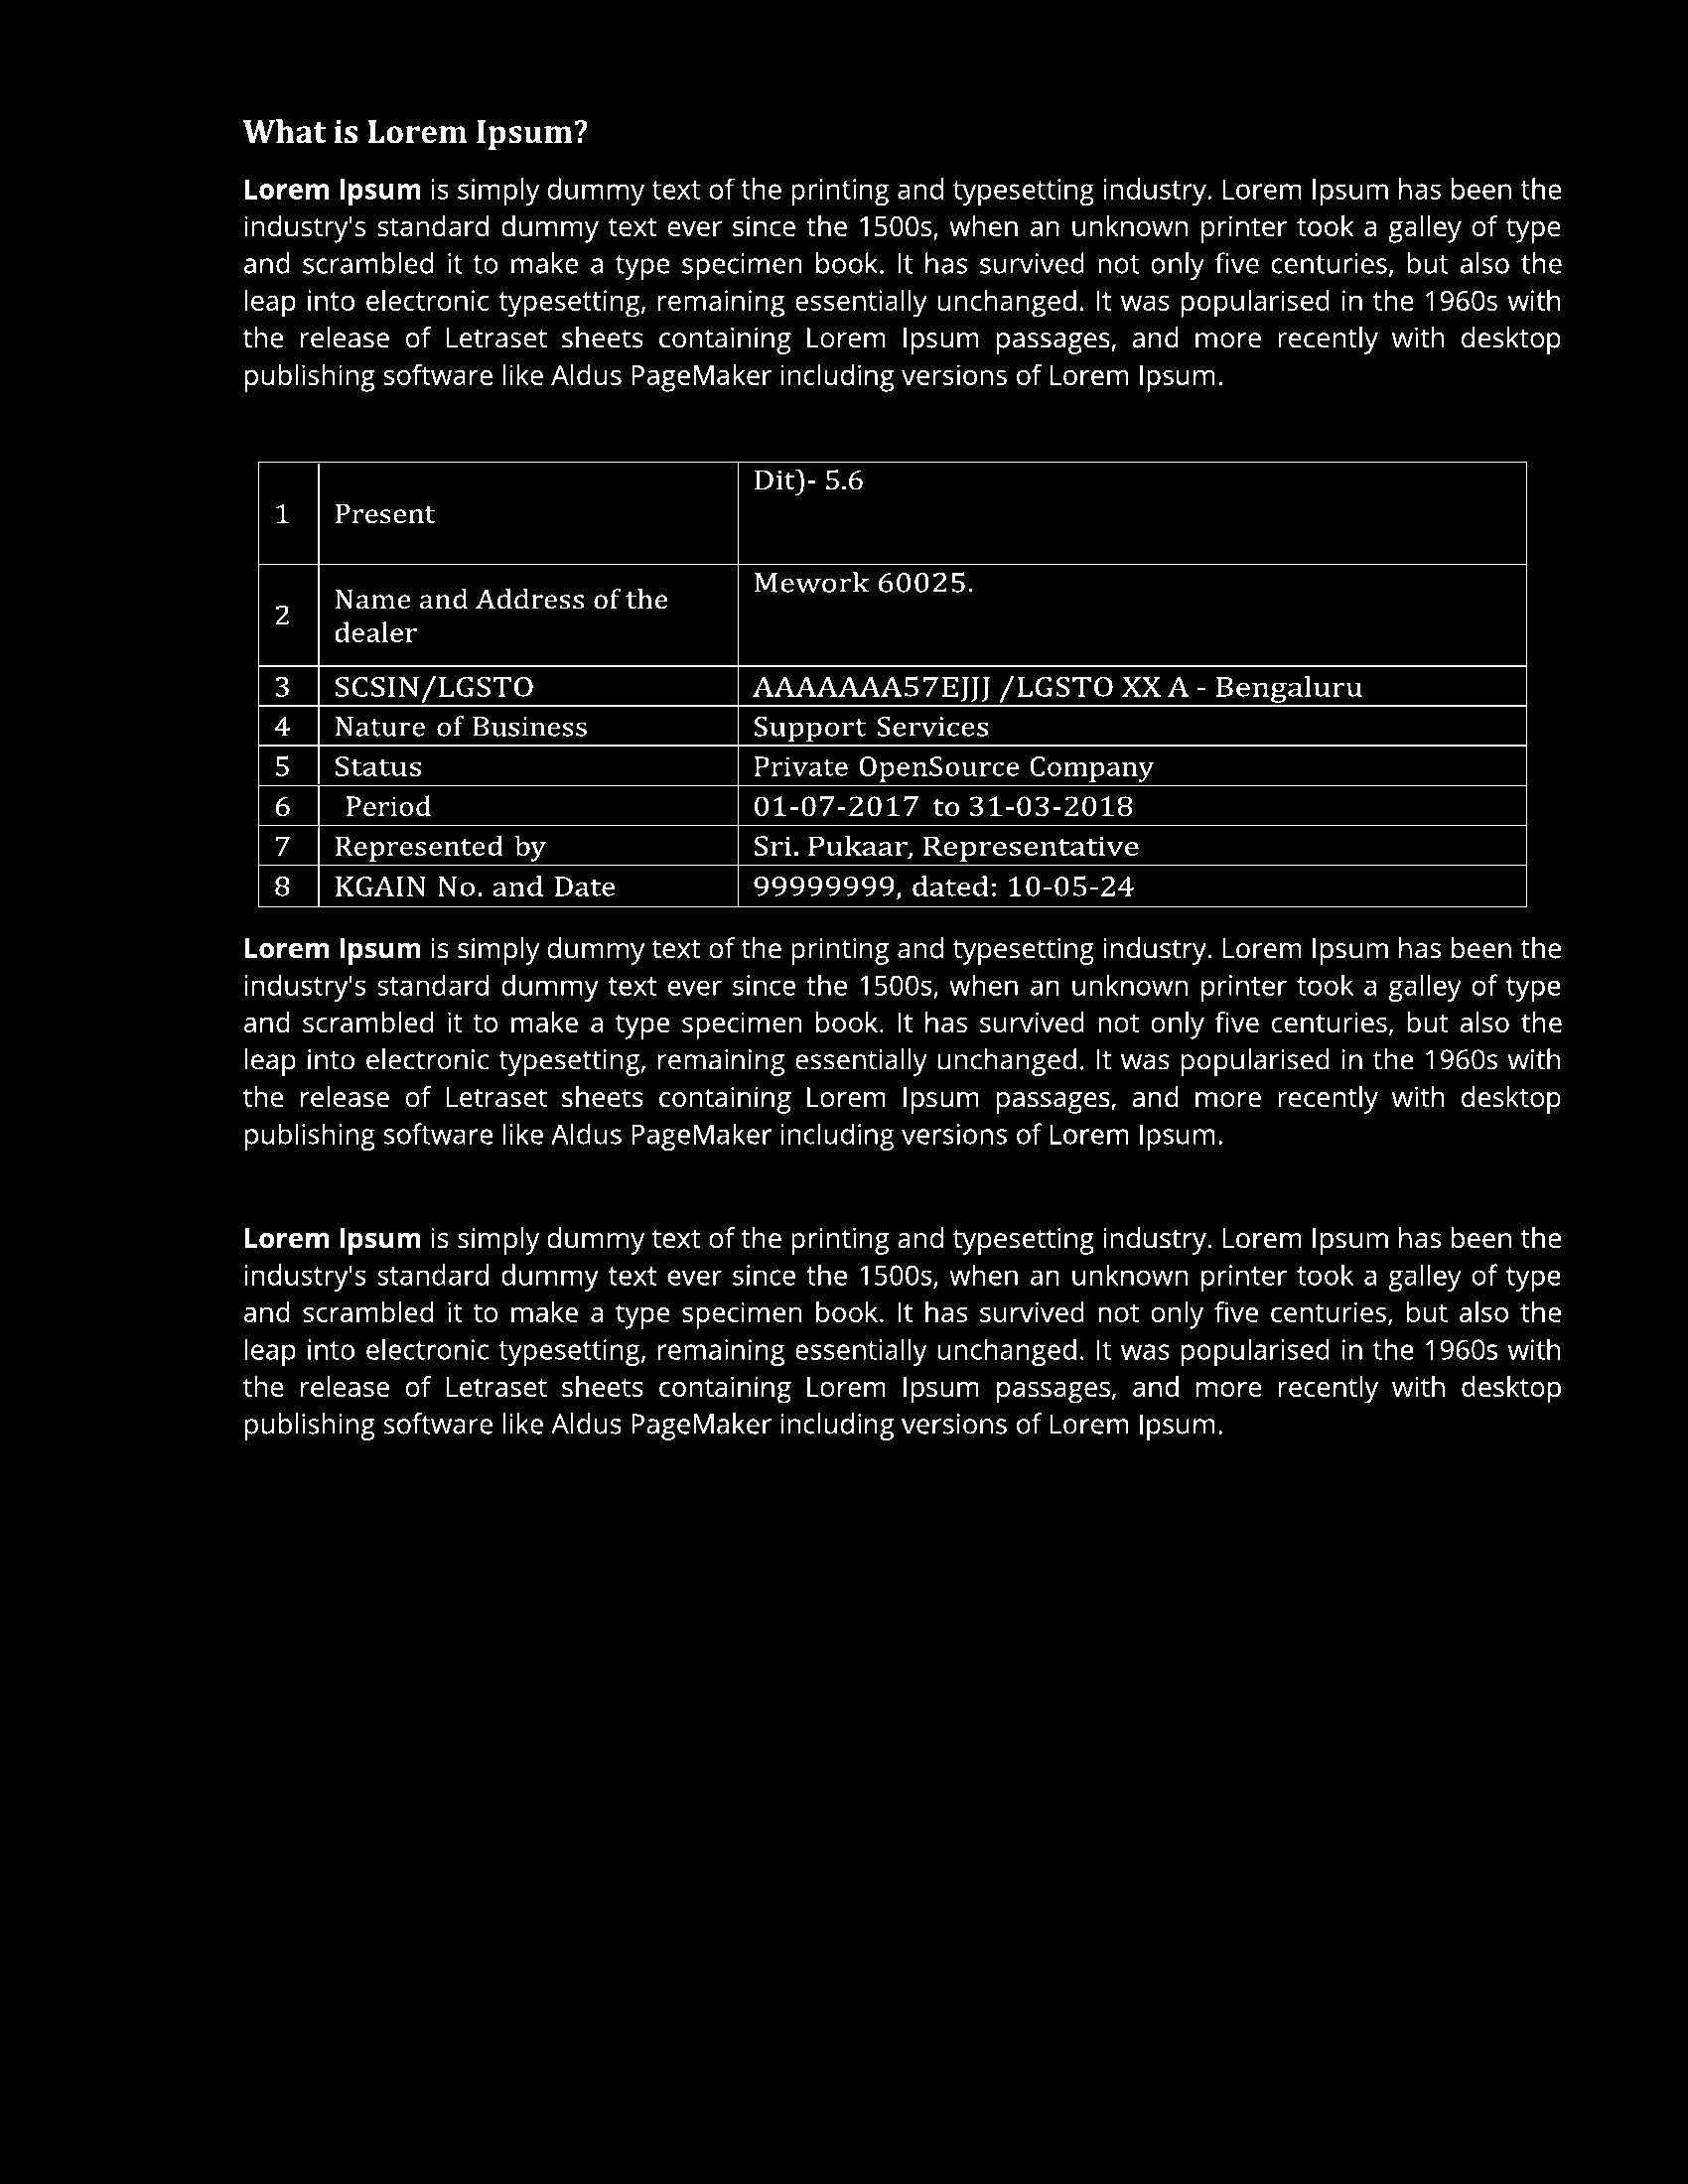 What is Lorem Ipsum?
Lorem Ipsum is simply dummy text of the printing and typesetting industry. Lorem Ipsum has been the
industry's standard dummy text ever since the 1500s, when an unknown printer took a galley of type
and scrambled it to make a type specimen book. It has survived not only five centuries, but also the
leap into electronic typesetting, remaining essentially unchanged. It was popularised in the 1960s with
the release of Letraset sheets containing Lorem Ipsum passages, and more recently with desktop
publishing software like Aldus PageMaker including versions of Lorem Ipsum.
1 Present Dit)- 5.6
2 Name and Address of the
dealer Mework 60025.
3 SCSIN/LGSTO AAAAAAA57EJJJ /LGSTO XX A - Bengaluru
4 Nature of Business Support Services
5 Status Private OpenSource Company
6 Period 01-07-2017 to 31-03-2018
7 Represented by Sri. Pukaar, Representative
8 KGAIN No. and Date 99999999, dated: 10-05-24
Lorem Ipsum is simply dummy text of the printing and typesetting industry. Lorem Ipsum has been the
industry's standard dummy text ever since the 1500s, when an unknown printer took a galley of type
and scrambled it to make a type specimen book. It has survived not only five centuries, but also the
leap into electronic typesetting, remaining essentially unchanged. It was popularised in the 1960s with
the release of Letraset sheets containing Lorem Ipsum passages, and more recently with desktop
publishing software like Aldus PageMaker including versions of Lorem Ipsum.
Lorem Ipsum is simply dummy text of the printing and typesetting industry. Lorem Ipsum has been the
industry's standard dummy text ever since the 1500s, when an unknown printer took a galley of type
and scrambled it to make a type specimen book. It has survived not only five centuries, but also the
leap into electronic typesetting, remaining essentially unchanged. It was popularised in the 1960s with
the release of Letraset sheets containing Lorem Ipsum passages, and more recently with desktop
publishing software like Aldus PageMaker including versions of Lorem Ipsum.